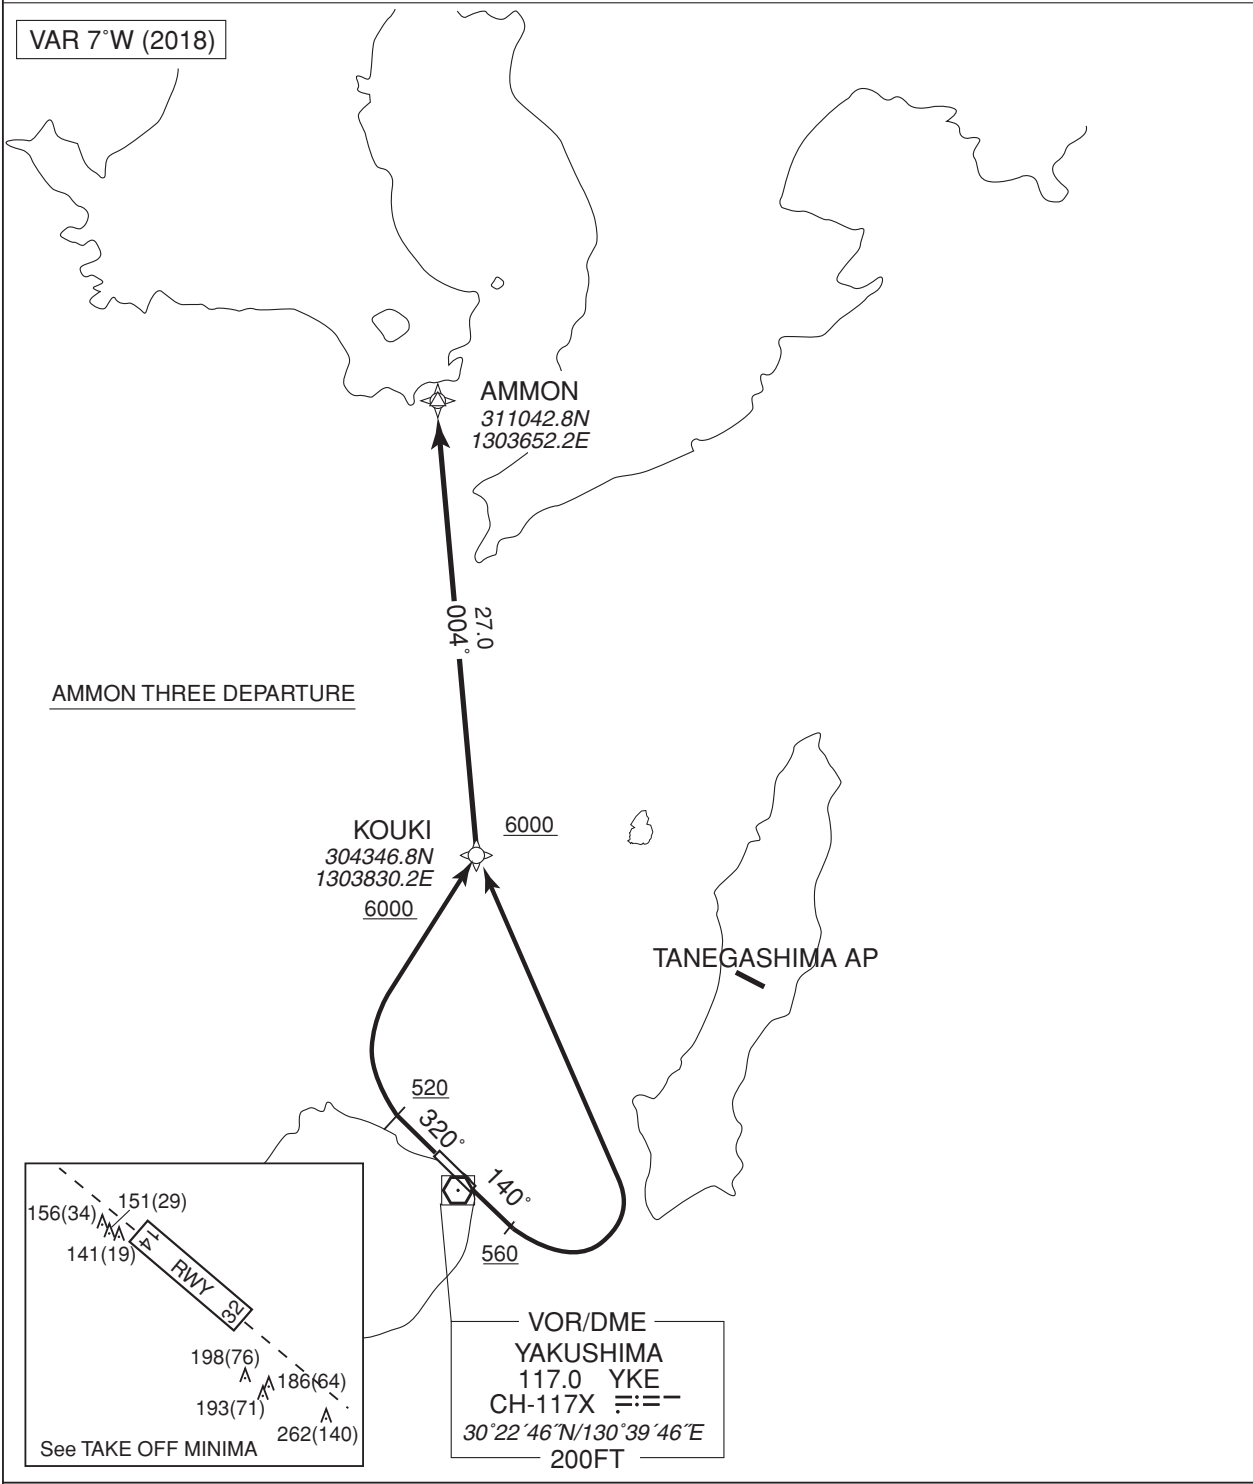 VAR 7˚W (2018)
AMMON
311042.8N
1303652.2E
27.0
004˚
AMMON THREE DEPARTURE
KOUKI
304346.8N
1303830.2E
6000
6000
TANEGASHIMA AP
520
320˚
140˚
560
156(34)
151(29)
141(19)
14
RWY
32
198(76)
186(64)
193(71)
262(140)
See TAKE OFF MINIMA
VOR/DME
YAKUSHIMA
117.0 YKE
CH-117X
30˚22´46˝N/130˚39´46˝E
200FT